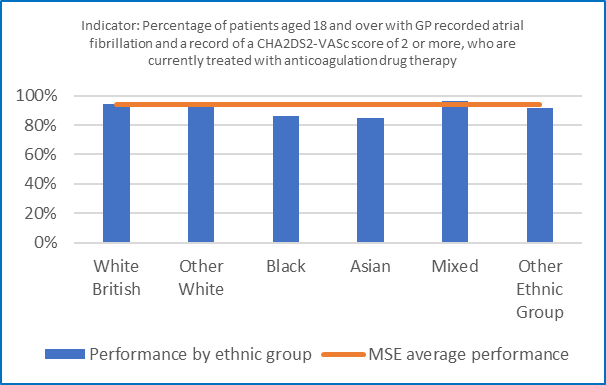 Indicator: Percentage of patients aged 18 and over with GP recorded atrial
fibrillation and a record of a CHA2DS2-VASc score of 2 or more, who are
currently treated with anticoagulation drug therapy
100%
80%
60%
40%
20%
0%
White British
Other White
Black
Asian
Mixed
Other Ethnic Group
Performance by ethnic group
MSE average performance